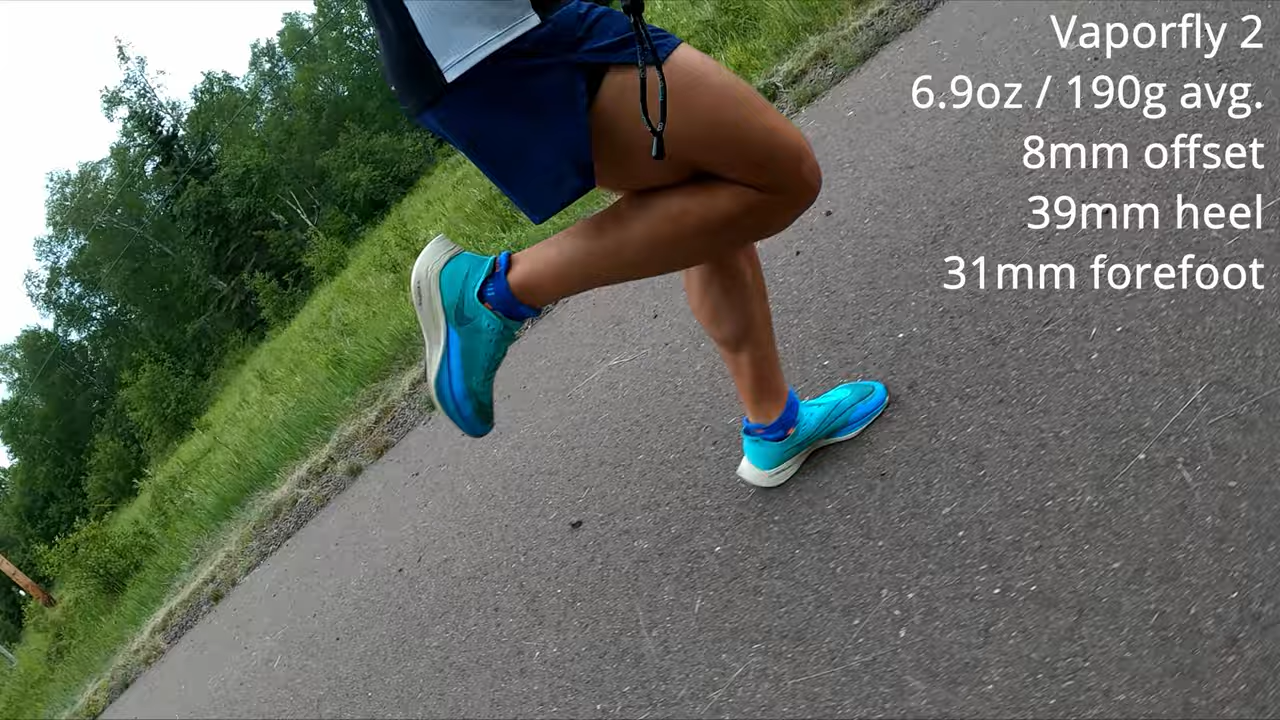 Vaporfly 2
6.9oz / 190g avg.
8mm offset
39mm heel
31mm forefoot